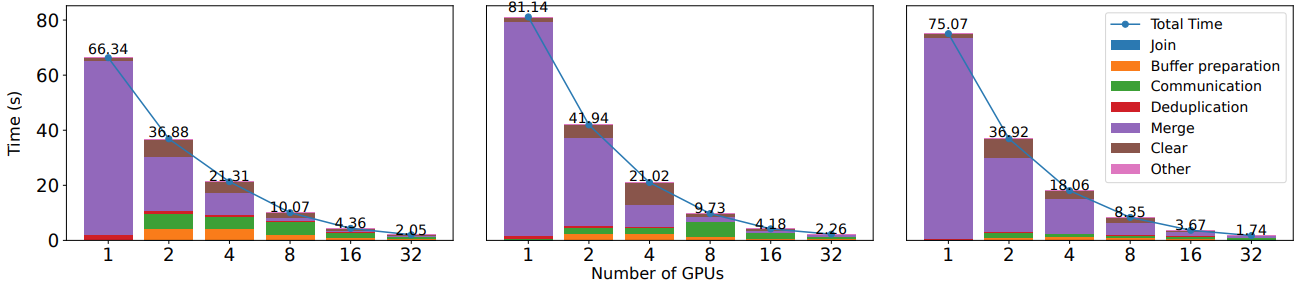 Time (s)
80
60
40
20
0
66.34
36.88
21.31
10.07
4.36
2.05
1 2 4 8 16 32
81.14
41.94
21.02
9.73
4.18
2.26
1 2 4 8 16 32
Number of GPUs
75.07
36.92
18.06
8.35
3.67
1.74
1 2 4 8 16 32
Total Time
Join
Buffer preparation
Communication
Deduplication
Merge
Clear
Other